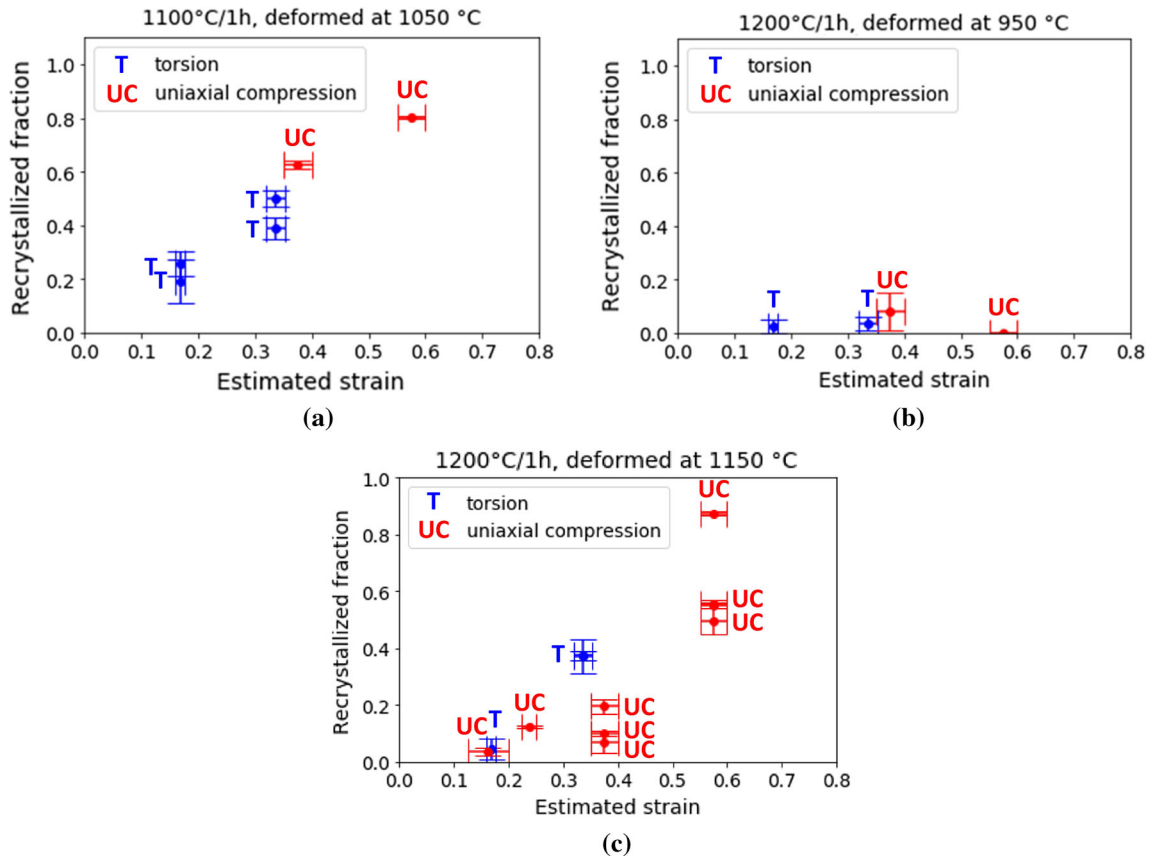 1100°C/1h, deformed at 1050 °C
T torsion
UC uniaxial compression
UC
UC
T
T
T
T
Recrystallized fraction
1.0
0.8
0.6
0.4
0.2
0.0
0.0 0.1 0.2 0.3 0.4 0.5 0.6 0.7 0.8
Estimated strain
(a)
1200°C/1h, deformed at 950 °C
T torsion
UC uniaxial compression
UC
T T
UC
Recrystallized fraction
1.0
0.8
0.6
0.4
0.2
0.0
0.0 0.1 0.2 0.3 0.4 0.5 0.6 0.7 0.8
Estimated strain
(b)
1200°C/1h, deformed at 1150 °C
T torsion
UC uniaxial compression
UC
UC
UC
T
UC
UC
T
UC
UC
UC
Recrystallized fraction
1.0
0.8
0.6
0.4
0.2
0.0
0.0 0.1 0.2 0.3 0.4 0.5 0.6 0.7 0.8
Estimated strain
(c)